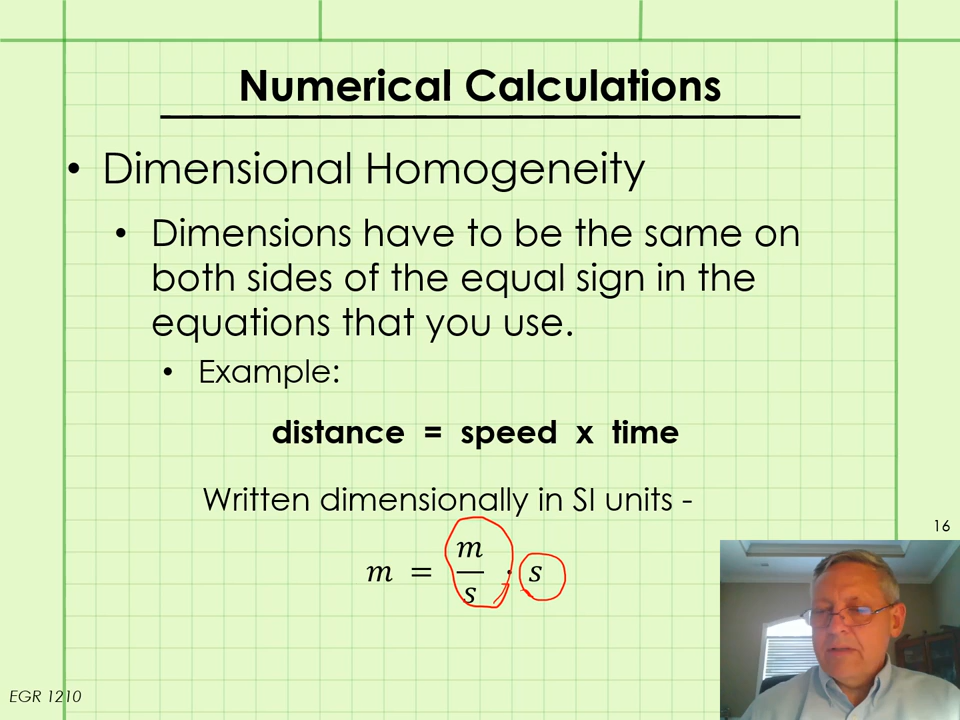 Numerical Calculations
• Dimensional Homogeneity
• Dimensions have to be the same on
both sides of the equal sign in the
equations that you use.
• Example:
distance = speed x time
Written dimensionally in SI units -
m = m/s · s
16
EGR 1210